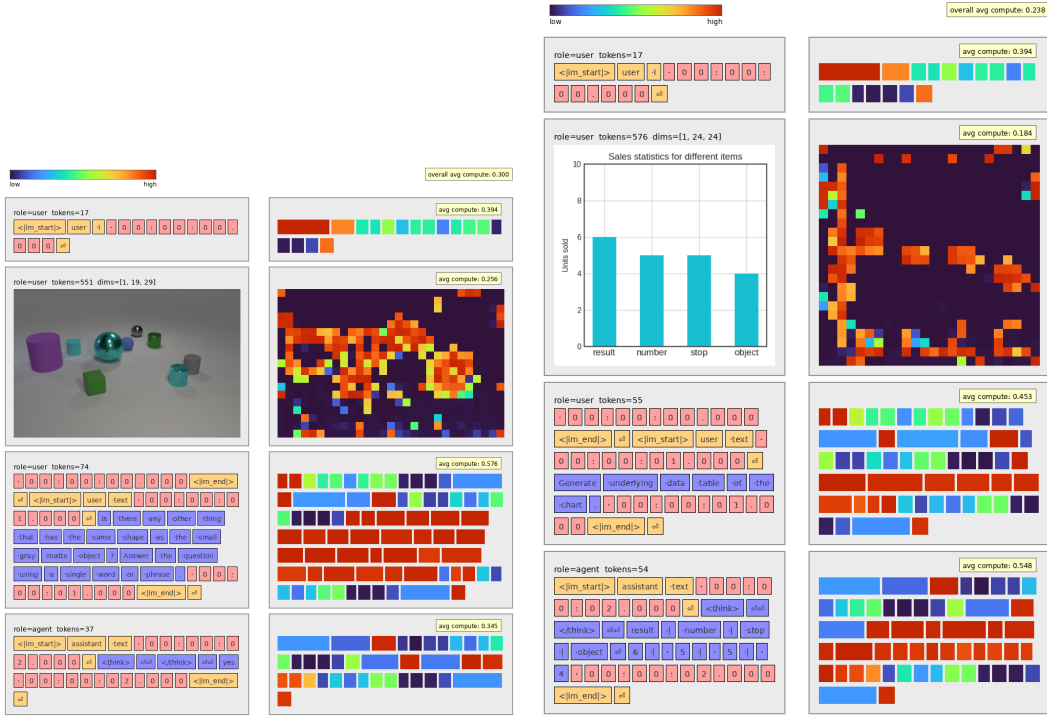 low high
overall avg compute: 0.300
role=user tokens=17
<|im_start|> user ·I · 0 0 : 0 0 : 0 0 .
0 0 0 ⏎
avg compute: 0.394
role=user tokens=551 dims=[1, 19, 29]
avg compute: 0.256
role=user tokens=74
· 0 0 : 0 0 : 0 0 . 0 0 0 <|im_end|>
⏎ <|im_start|> user ·text · 0 0 : 0 0 : 0
1 . 0 0 0 ⏎ Is ·there ·any ·other ·thing
·that ·has ·the ·same ·shape ·as ·the ·small
·gray ·matte ·object ? Answer ·the ·question
·using ·a ·single ·word ·or ·phrase . · 0 0 :
0 0 : 0 1 . 0 0 0 <|im_end|> ⏎
avg compute: 0.576
role=agent tokens=37
<|im_start|> assistant ·text · 0 0 : 0 0 : 0
2 . 0 0 0 ⏎ <think> ⏎⏎ </think> ⏎⏎ yes
· 0 0 : 0 0 : 0 2 . 0 0 0 <|im_end|>
⏎
avg compute: 0.345
low high
overall avg compute: 0.238
role=user tokens=17
<|im_start|> user ·I · 0 0 : 0 0 :
0 0 . 0 0 0 ⏎
avg compute: 0.394
role=user tokens=576 dims=[1, 24, 24]
Sales statistics for different items
10
8
6
4
2
0
Units sold
result number stop object
avg compute: 0.184
role=user tokens=55
· 0 0 : 0 0 : 0 0 . 0 0 0
<|im_end|> ⏎ <|im_start|> user ·text ·
0 0 : 0 0 : 0 1 . 0 0 0 ⏎
Generate ·underlying ·data ·table ·of ·the
·chart . · 0 0 : 0 0 : 0 1 . 0
0 0 <|im_end|> ⏎
avg compute: 0.453
role=agent tokens=54
<|im_start|> assistant ·text · 0 0 : 0
0 : 0 2 . 0 0 0 ⏎ <think> ⏎⏎
</think> ⏎⏎ result ·| ·number ·| ·stop
·| ·object ⏎ 6 ·| · 5 ·| · 5 ·| ·
4 · 0 0 : 0 0 : 0 2 . 0 0 0
<|im_end|> ⏎
avg compute: 0.548